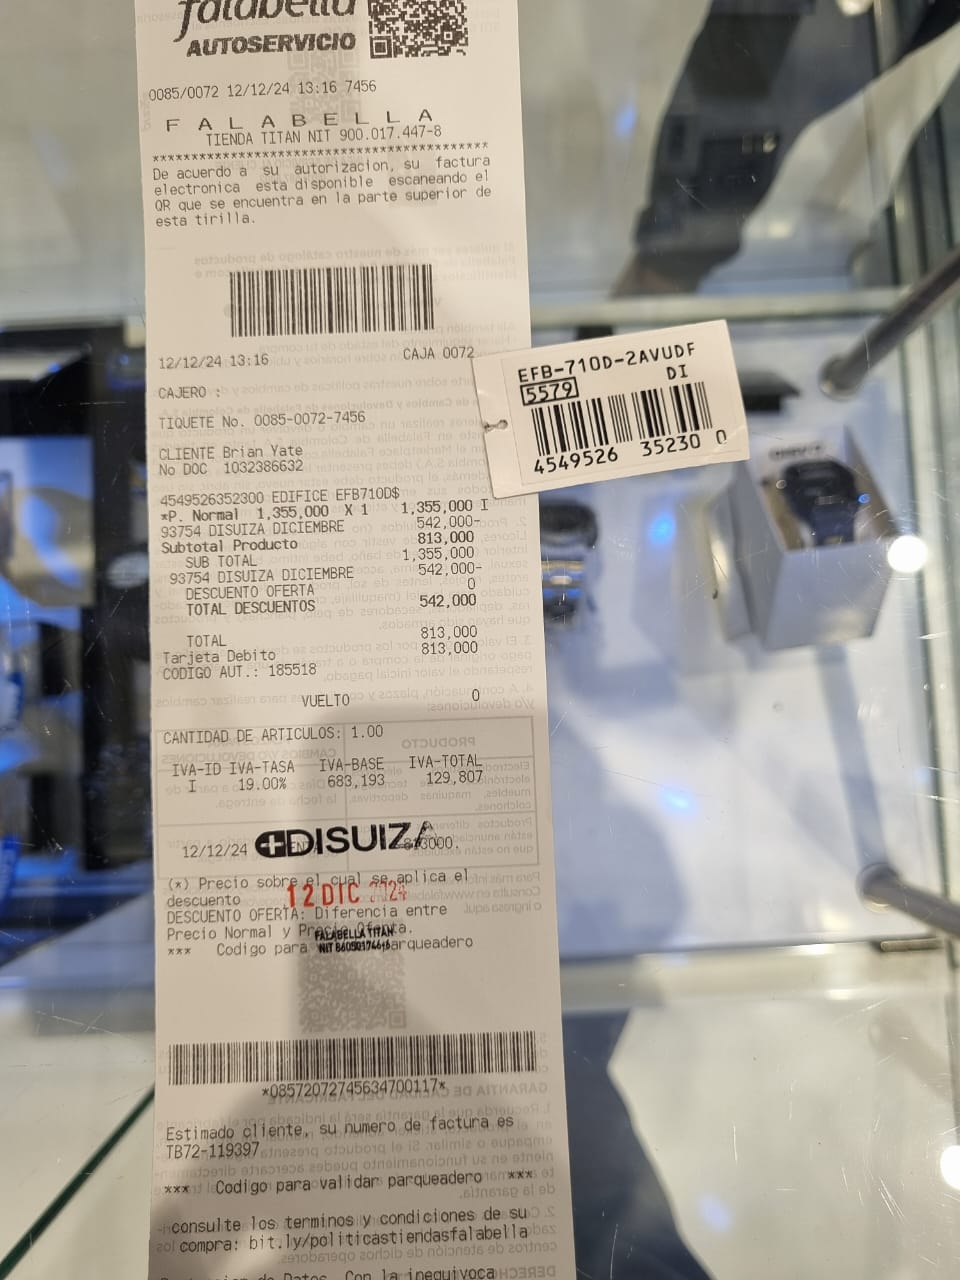 falabella
AUTOSERVICIO
0085/0072 12/12/24 13:16 7456
F A L A B E L L A
TIENDA TITAN NIT 900.017.447-8
*************************************************
De acuerdo a su autorizacion, su factura
electronica esta disponible escaneando el
QR que se encuentra en la parte superior de
esta tirilla.
12/12/24 13:16 CAJA 0072
CAJERO :
TIQUETE No. 0085-0072-7456
CLIENTE Brian Yate
No DOC 1032386632
4549526352300 EDIFICE EFB710D$
*P. Normal 1,355,000 X 1 1,355,000 I
93754 DISUIZA DICIEMBRE 542,000-
Subtotal Producto 813,000
SUB TOTAL 1,355,000
93754 DISUIZA DICIEMBRE 542,000-
DESCUENTO OFERTA 0
TOTAL DESCUENTOS 542,000
TOTAL 813,000
Tarjeta Debito 813,000
CODIGO AUT.: 185518
VUELTO 0
CANTIDAD DE ARTICULOS: 1.00
IVA-ID IVA-TASA IVA-BASE IVA-TOTAL
I 19.00% 683,193 129,807
12/12/24 813000.
DISUIZA
(*) Precio sobre el cual se aplica el
descuento
12 DIC 2024
DESCUENTO OFERTA: Diferencia entre
Precio Normal y Precio Oferta.
FALABELLA TITAN
*** Codigo para parqueadero
*08572072745634700117*
Estimado cliente, su numero de factura es
TB72-119397
*** Codigo para validar parqueadero ***
consulte los terminos y condiciones de su
compra: bit.ly/politicastiendasfalabella
de Datos. Con la inequivoca
EFB-710D-2AVUDF
DI
5579
4549526 35230 0